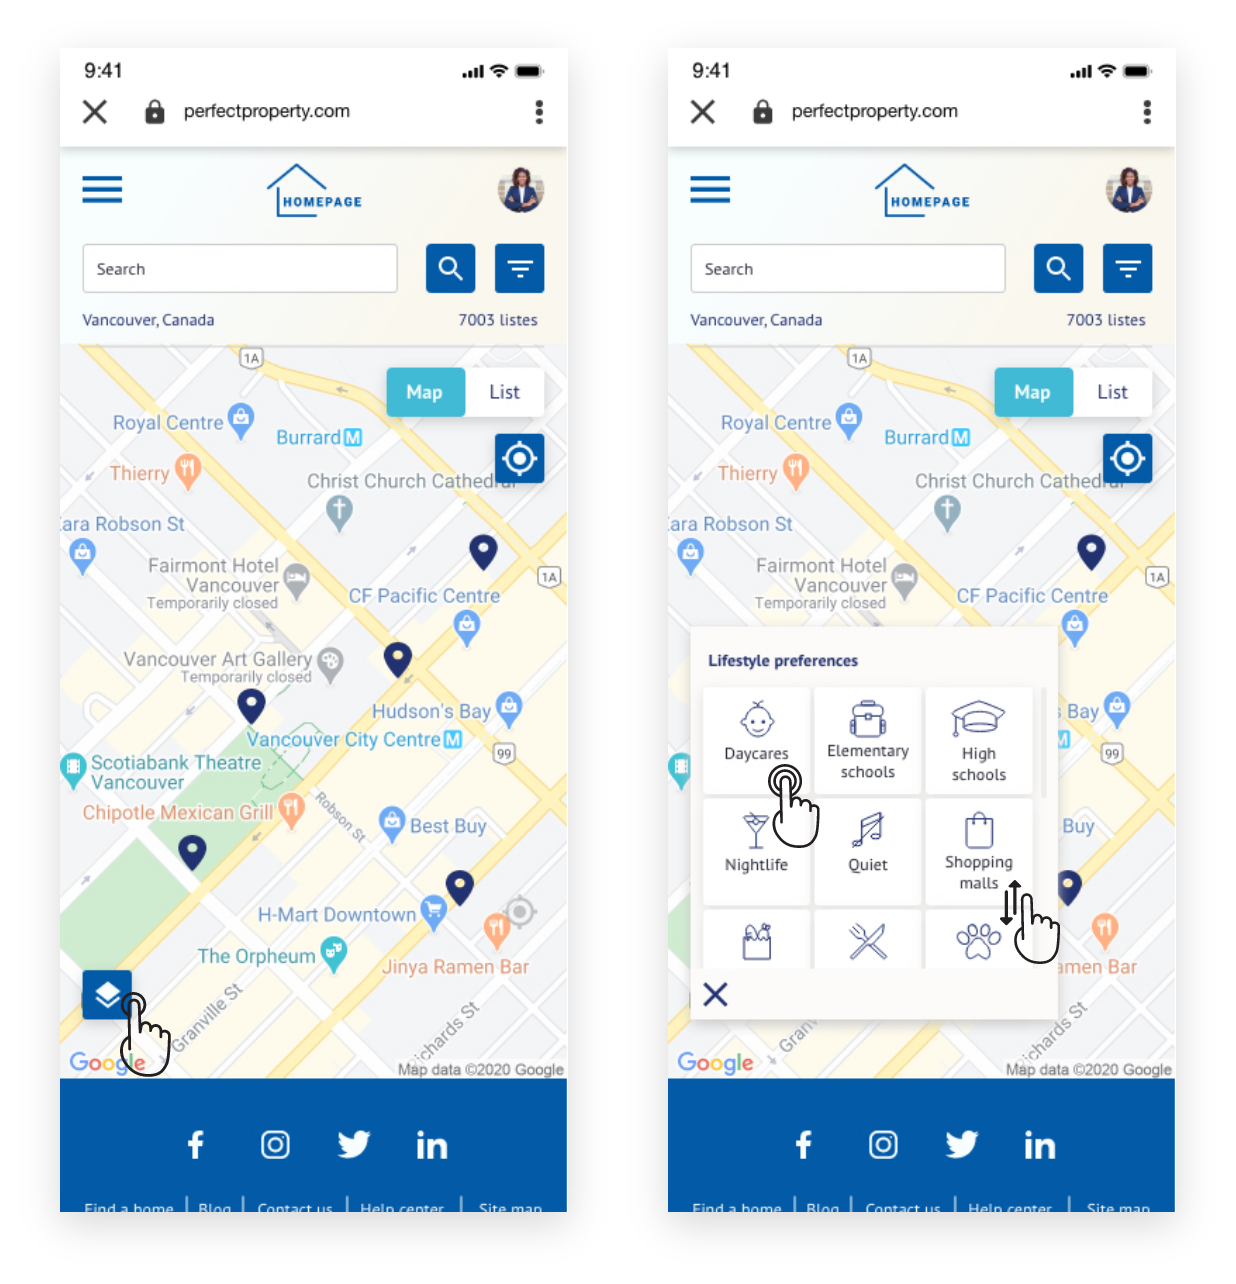 9:41
perfectproperty.com
HOMEPAGE
Search
Vancouver, Canada
7003 listes
1A
Map
List
Royal Centre
Burrard M
Thierry
Christ Church Cathedral
ara Robson St
Fairmont Hotel
Vancouver
Temporarily closed
1A
CF Pacific Centre
Vancouver Art Gallery
Temporarily closed
Hudson's Bay
Vancouver City Centre M
99
Scotiabank Theatre
Vancouver
Chipotle Mexican Grill
Robson St
Best Buy
H-Mart Downtown
The Orpheum
Jinya Ramen Bar
Granville St
ichards St
Google
Map data ©2020 Google
f
in
Find a home | Blog | Contact us | Help center | Site map
9:41
perfectproperty.com
HOMEPAGE
Search
Vancouver, Canada
7003 listes
1A
Map
List
Royal Centre
Burrard M
Thierry
Christ Church Cathedral
ara Robson St
Fairmont Hotel
Vancouver
Temporarily closed
1A
CF Pacific Centre
Lifestyle preferences
Daycares
Elementary
schools
High
schools
Bay
99
Nightlife
Quiet
Shopping
malls
Buy
amen Bar
Gran
ichards St
Google
Map data ©2020 Google
f
in
Find a home | Blog | Contact us | Help center | Site map